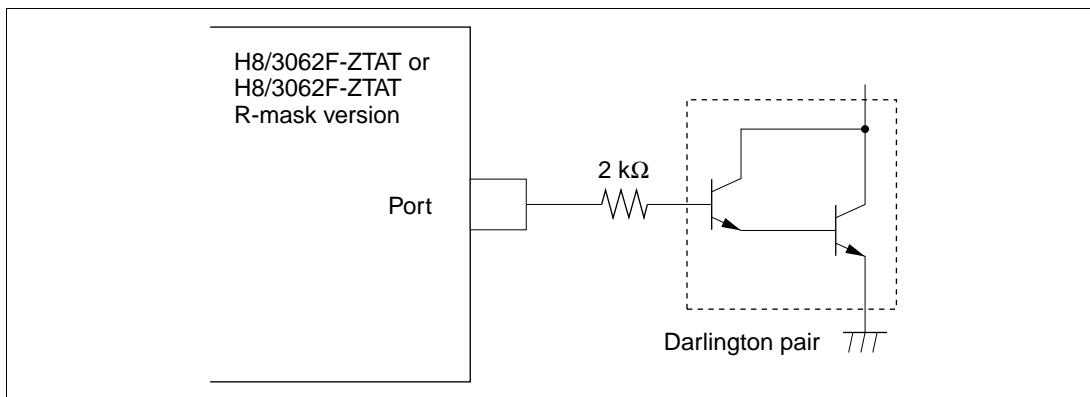 H8/3062F-ZTAT or
H8/3062F-ZTAT
R-mask version
Port
2 kΩ
Darlington pair